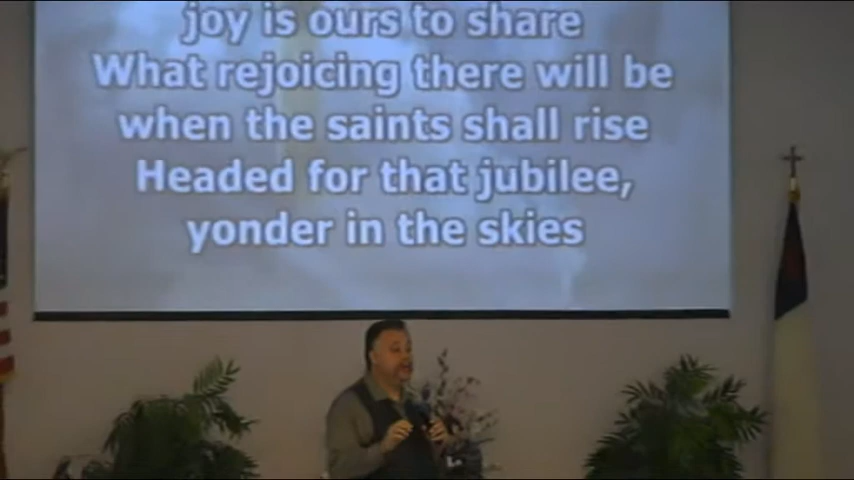 joy is ours to share
What rejoicing there will be
when the saints shall rise
Headed for that jubilee,
yonder in the skies